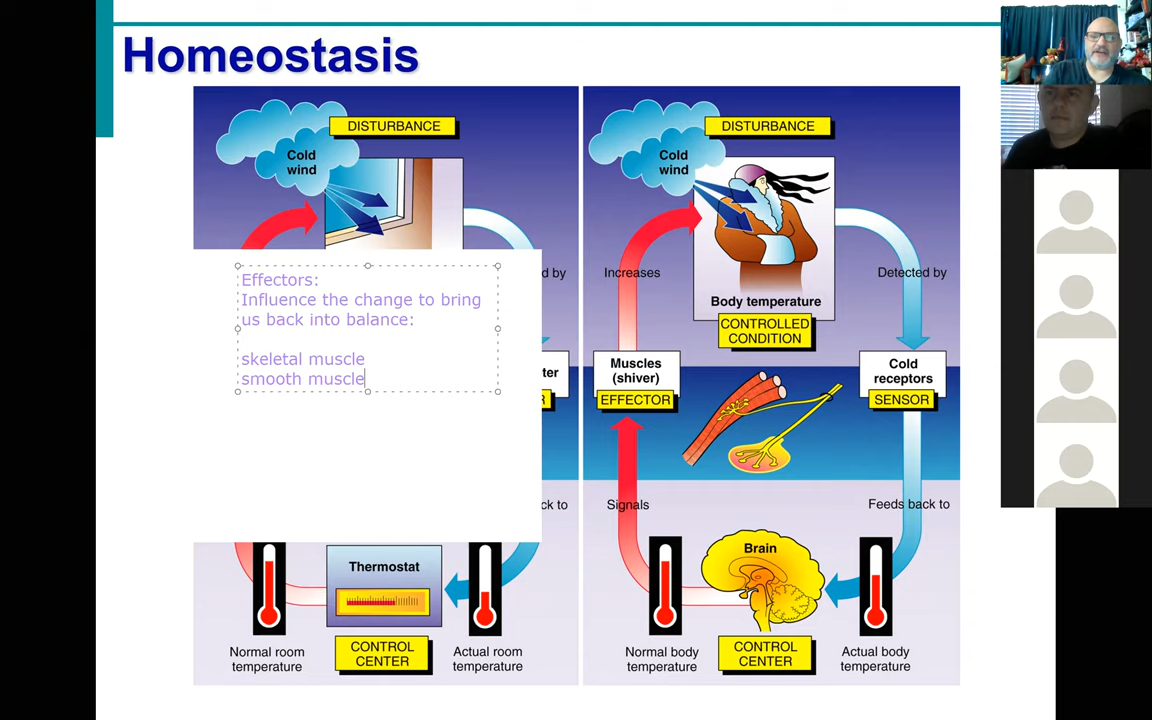 Homeostasis
DISTURBANCE
Cold
wind
Effectors:
Influence the change to bring
us back into balance:
skeletal muscle
smooth muscle
d by
ter
R
ck to
Thermostat
Normal room
temperature
CONTROL
CENTER
Actual room
temperature
DISTURBANCE
Cold
wind
Increases
Detected by
Body temperature
CONTROLLED
CONDITION
Muscles
(shiver)
EFFECTOR
Cold
receptors
SENSOR
Signals
Feeds back to
Brain
Normal body
temperature
CONTROL
CENTER
Actual body
temperature